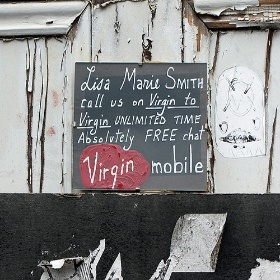 Lisa Marie SMITH
call us on Virgin to
Virgin UNLIMITED TIME
Absolutely FREE chat
Virgin mobile